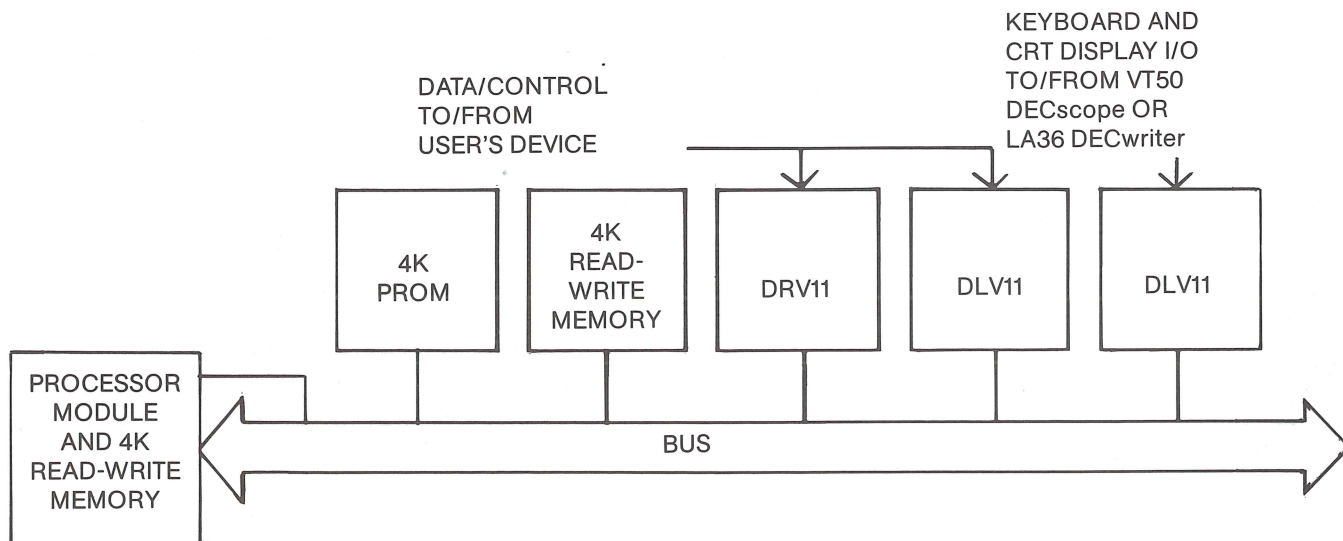 KEYBOARD AND
CRT DISPLAY I/O
TO/FROM VT50
DECscope OR
LA36 DECwriter
DATA/CONTROL
TO/FROM
USER'S DEVICE
4K
PROM
4K
READ-
WRITE
MEMORY
DRV11
DLV11
DLV11
PROCESSOR
MODULE
AND 4K
READ-WRITE
MEMORY
BUS